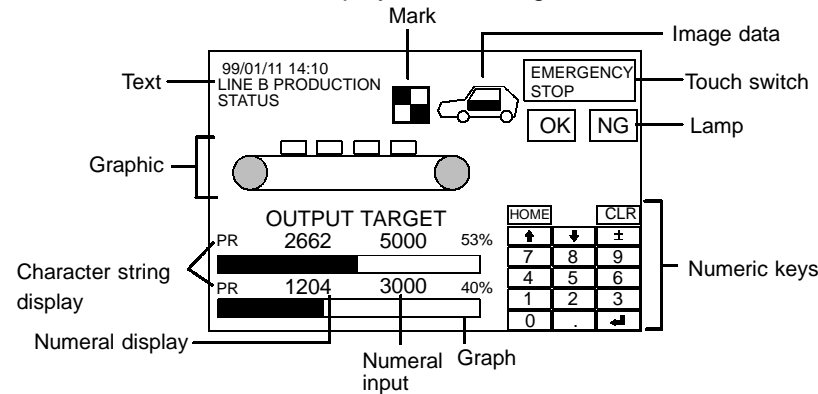 Mark
Image data
Text
99/01/11 14:10
LINE B PRODUCTION
STATUS
EMERGENCY
STOP
Touch switch
OK NG
Lamp
Graphic
OUTPUT TARGET
PR 2662 5000 53%
PR 1204 3000 40%
HOME CLR
±
7 8 9
4 5 6
1 2 3
0 .
Numeric keys
Character string
display
Numeral display
Numeral
input
Graph